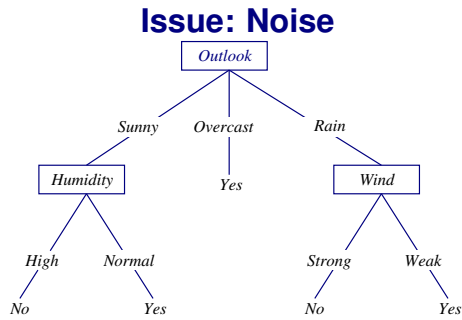 Issue: Noise
Outlook
Sunny Overcast Rain
Humidity Yes Wind
High Normal Strong Weak
No Yes No Yes